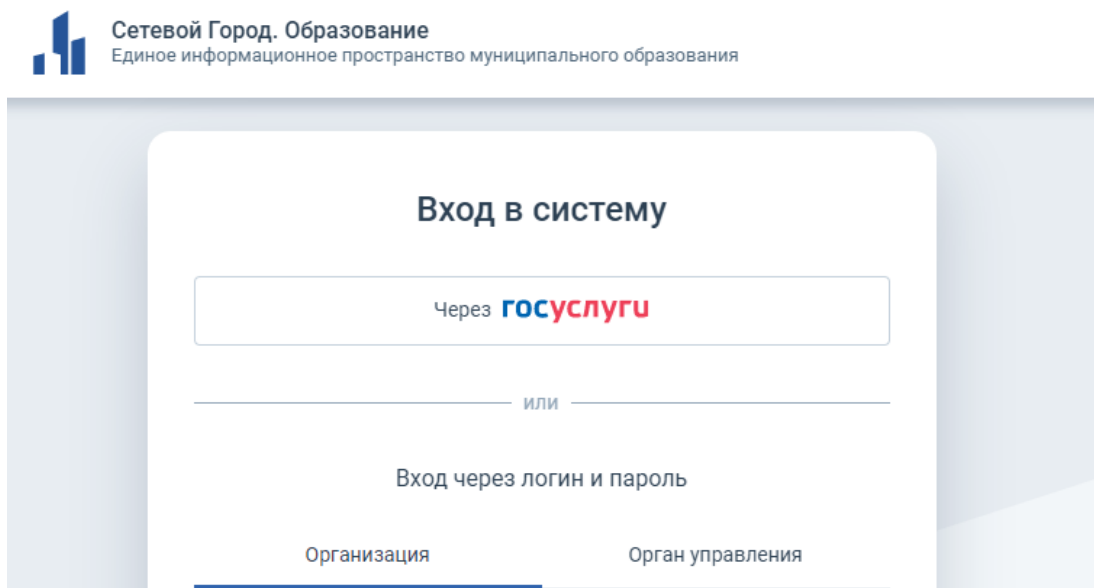 Сетевой Город. Образование
Единое информационное пространство муниципального образования
Вход в систему
Через госуслуги
или
Вход через логин и пароль
Организация
Орган управления